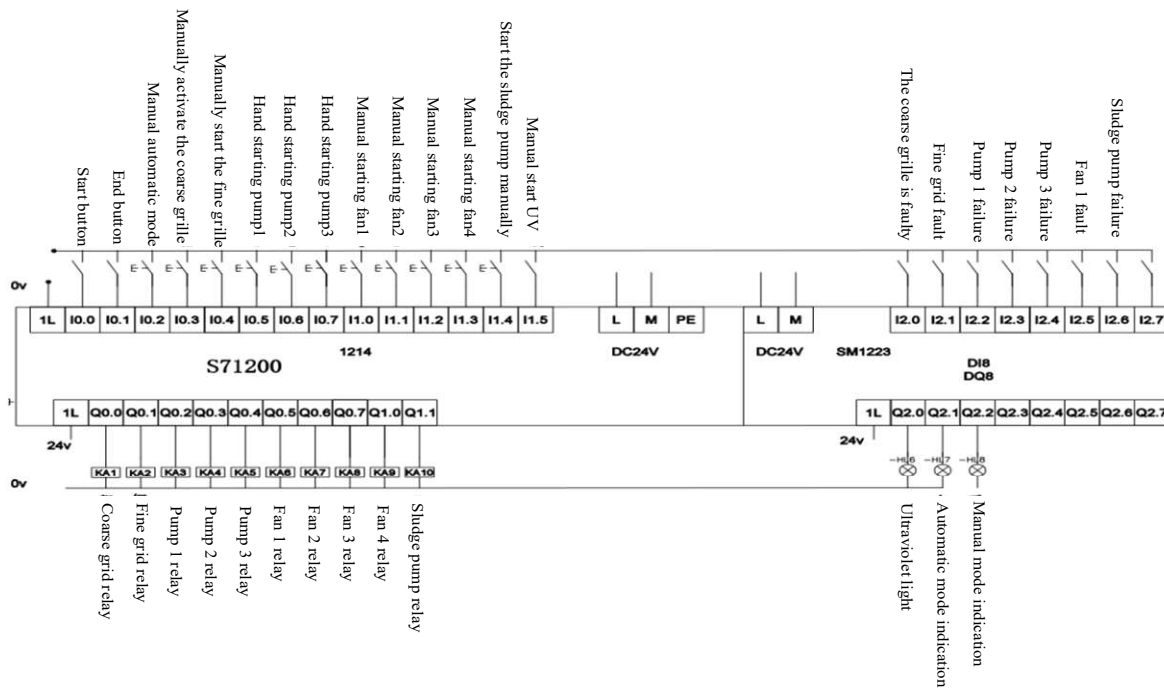 Start button
End button
Manual automatic mode
Manually activate the coarse grille
Manually start the fine grille
Hand starting pump1
Hand starting pump2
Hand starting pump3
Manual starting fan1
Manual starting fan2
Manual starting fan3
Manual starting fan4
Start the sludge pump manually
Manual start UV
The coarse grille is faulty
Fine grid fault
Pump 1 failure
Pump 2 failure
Pump 3 failure
Fan 1 fault
Sludge pump failure
0v
1L I0.0 I0.1 I0.2 I0.3 I0.4 I0.5 I0.6 I0.7 I1.0 I1.1 I1.2 I1.3 I1.4 I1.5
L M PE
L M
I2.0 I2.1 I2.2 I2.3 I2.4 I2.5 I2.6 I2.7
1214
DC24V
DC24V
SM1223
S71200
DI8
DQ8
1L Q0.0 Q0.1 Q0.2 Q0.3 Q0.4 Q0.5 Q0.6 Q0.7 Q1.0 Q1.1
1L Q2.0 Q2.1 Q2.2 Q2.3 Q2.4 Q2.5 Q2.6 Q2.7
24v
24v
KA1 KA2 KA3 KA4 KA5 KA6 KA7 KA8 KA9 KA10
-HL6 -HL7 -HL8
0v
Coarse grid relay
Fine grid relay
Pump 1 relay
Pump 2 relay
Pump 3 relay
Fan 1 relay
Fan 2 relay
Fan 3 relay
Fan 4 relay
Sludge pump relay
Ultraviolet light
Automatic mode indication
Manual mode indication